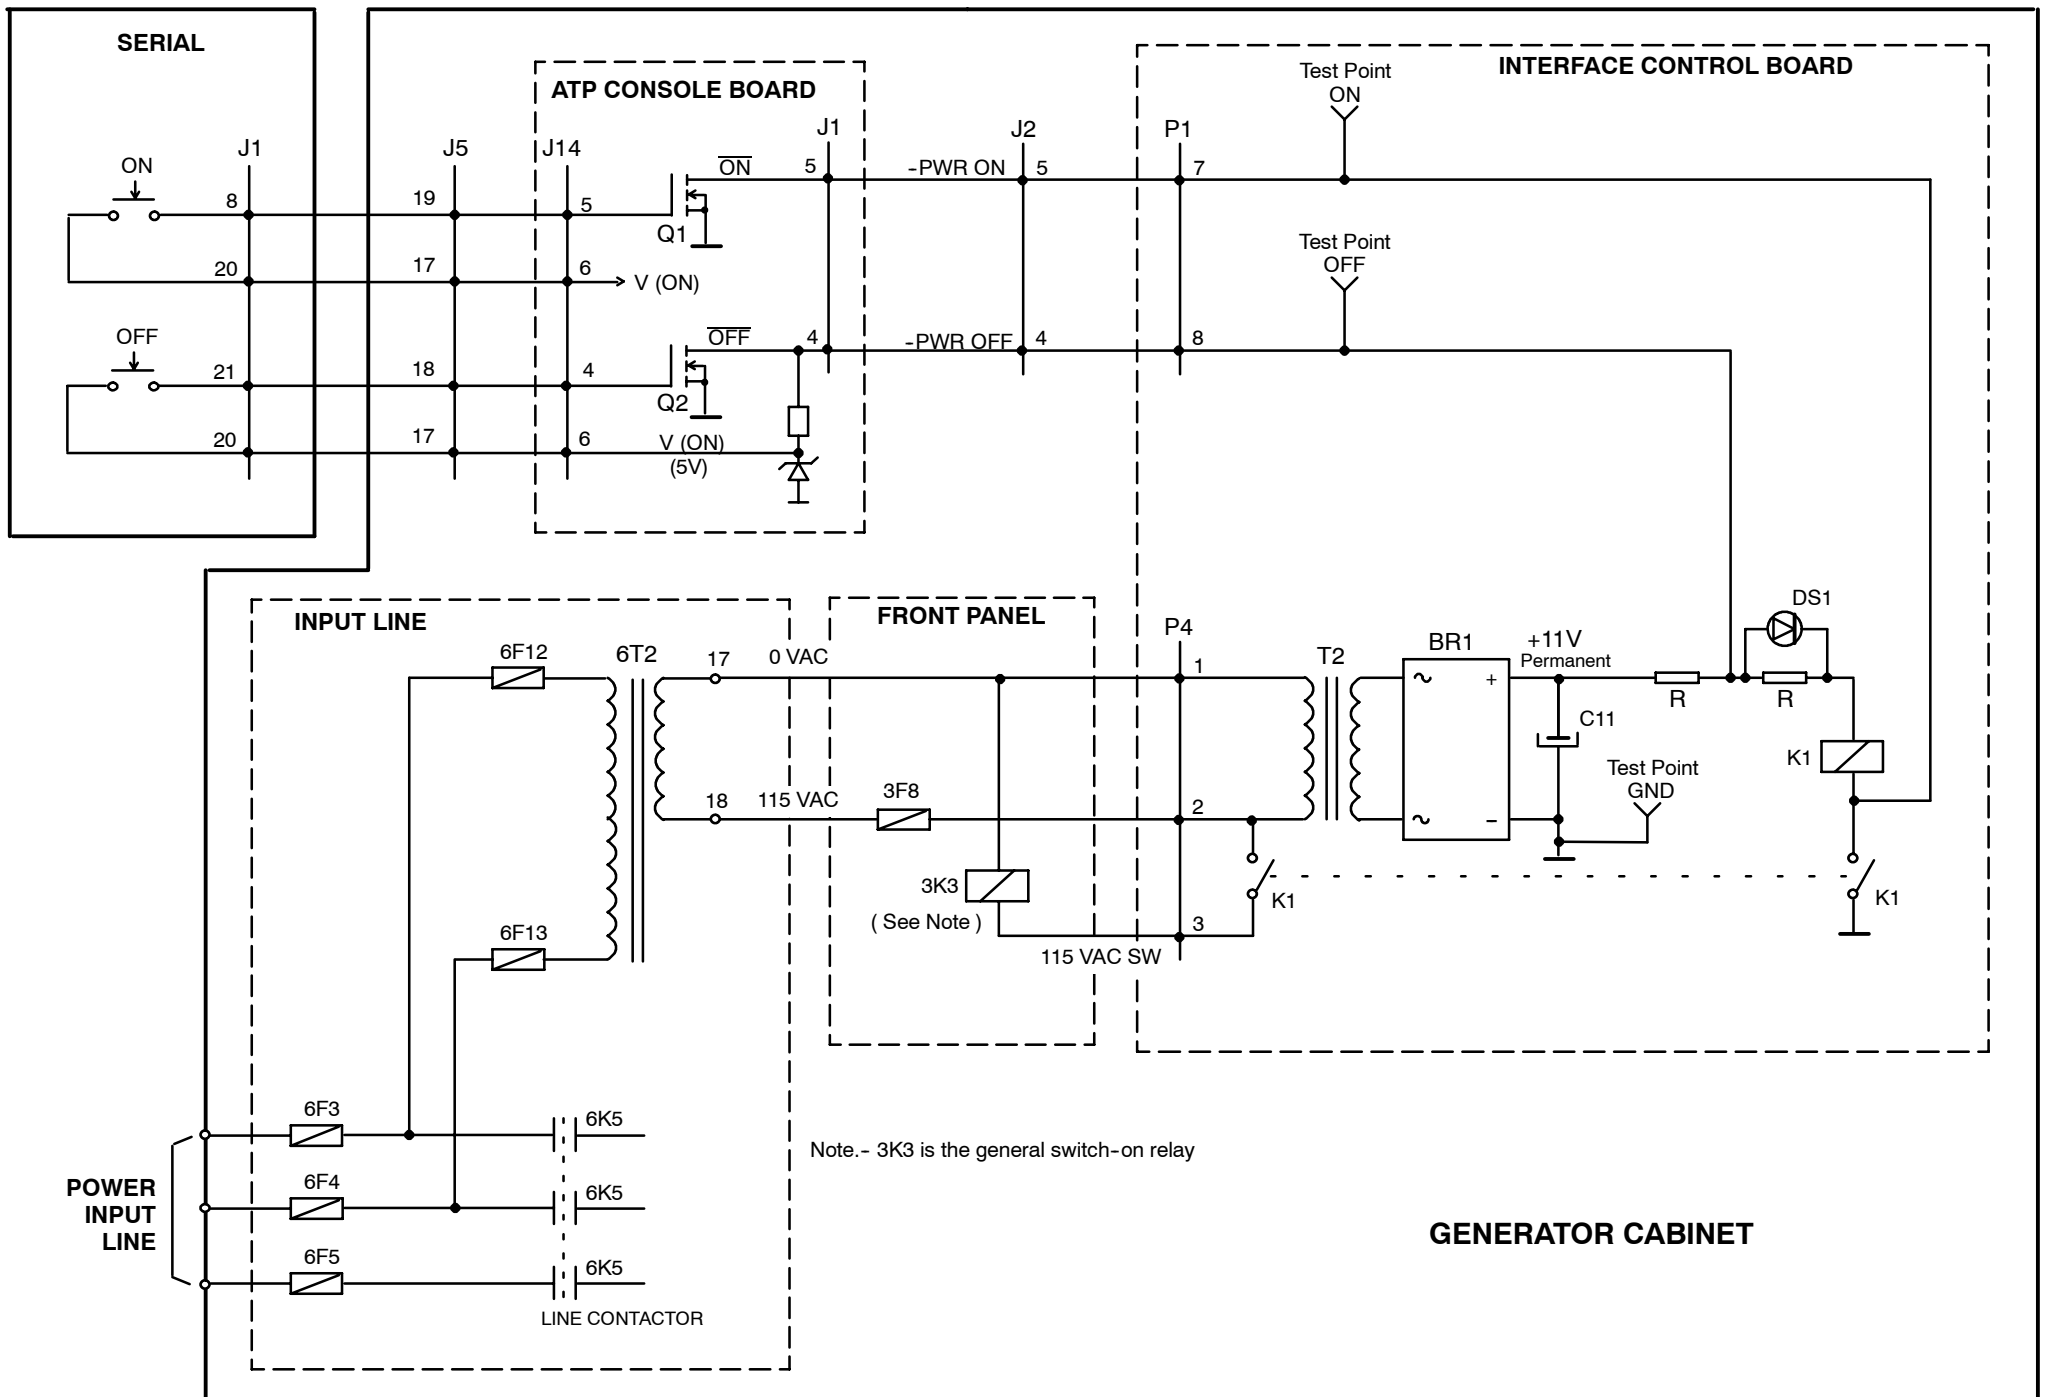 SERIAL
ATP CONSOLE BOARD
INTERFACE CONTROL BOARD
Test Point
ON
J1
J2
P1
ON
J1
J5
J14
ON
5
-PWR ON
5
7
8
19
5
Q1
20
17
6
V (ON)
Test Point
OFF
OFF
OFF
4
-PWR OFF
4
8
21
18
4
Q2
20
17
6
V (ON)
(5V)
INPUT LINE
FRONT PANEL
DS1
P4
6F12
6T2
17
0 VAC
1
T2
BR1
+11V
Permanent
~
+
R
R
C11
K1
Test Point
GND
18
115 VAC
3F8
2
~
−
3K3
( See Note )
K1
K1
6F13
3
115 VAC SW
6F3
6K5
Note.- 3K3 is the general switch-on relay
6F4
6K5
POWER
INPUT
LINE
GENERATOR CABINET
6F5
6K5
LINE CONTACTOR